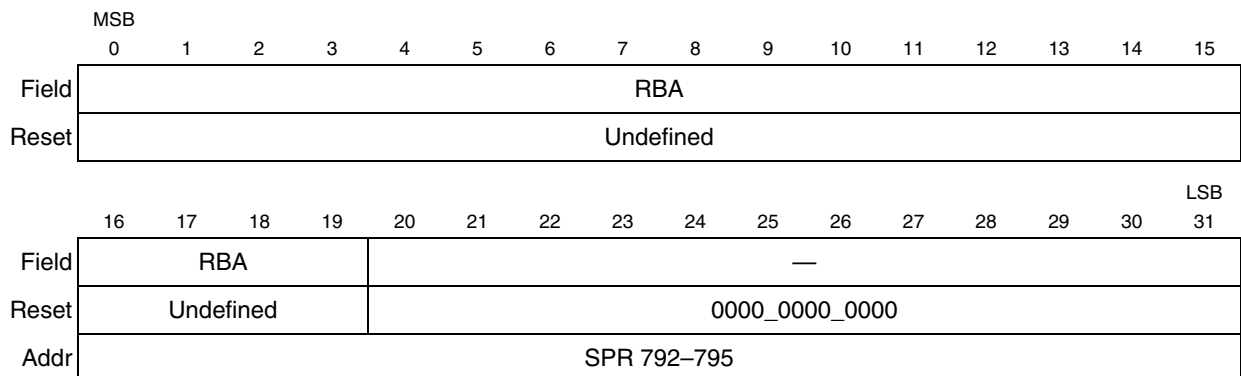 MSB
0 1 2 3 4 5 6 7 8 9 10 11 12 13 14 15
Field RBA
Reset Undefined
LSB
16 17 18 19 20 21 22 23 24 25 26 27 28 29 30 31
Field RBA —
Reset Undefined 0000_0000_0000
Addr SPR 792–795